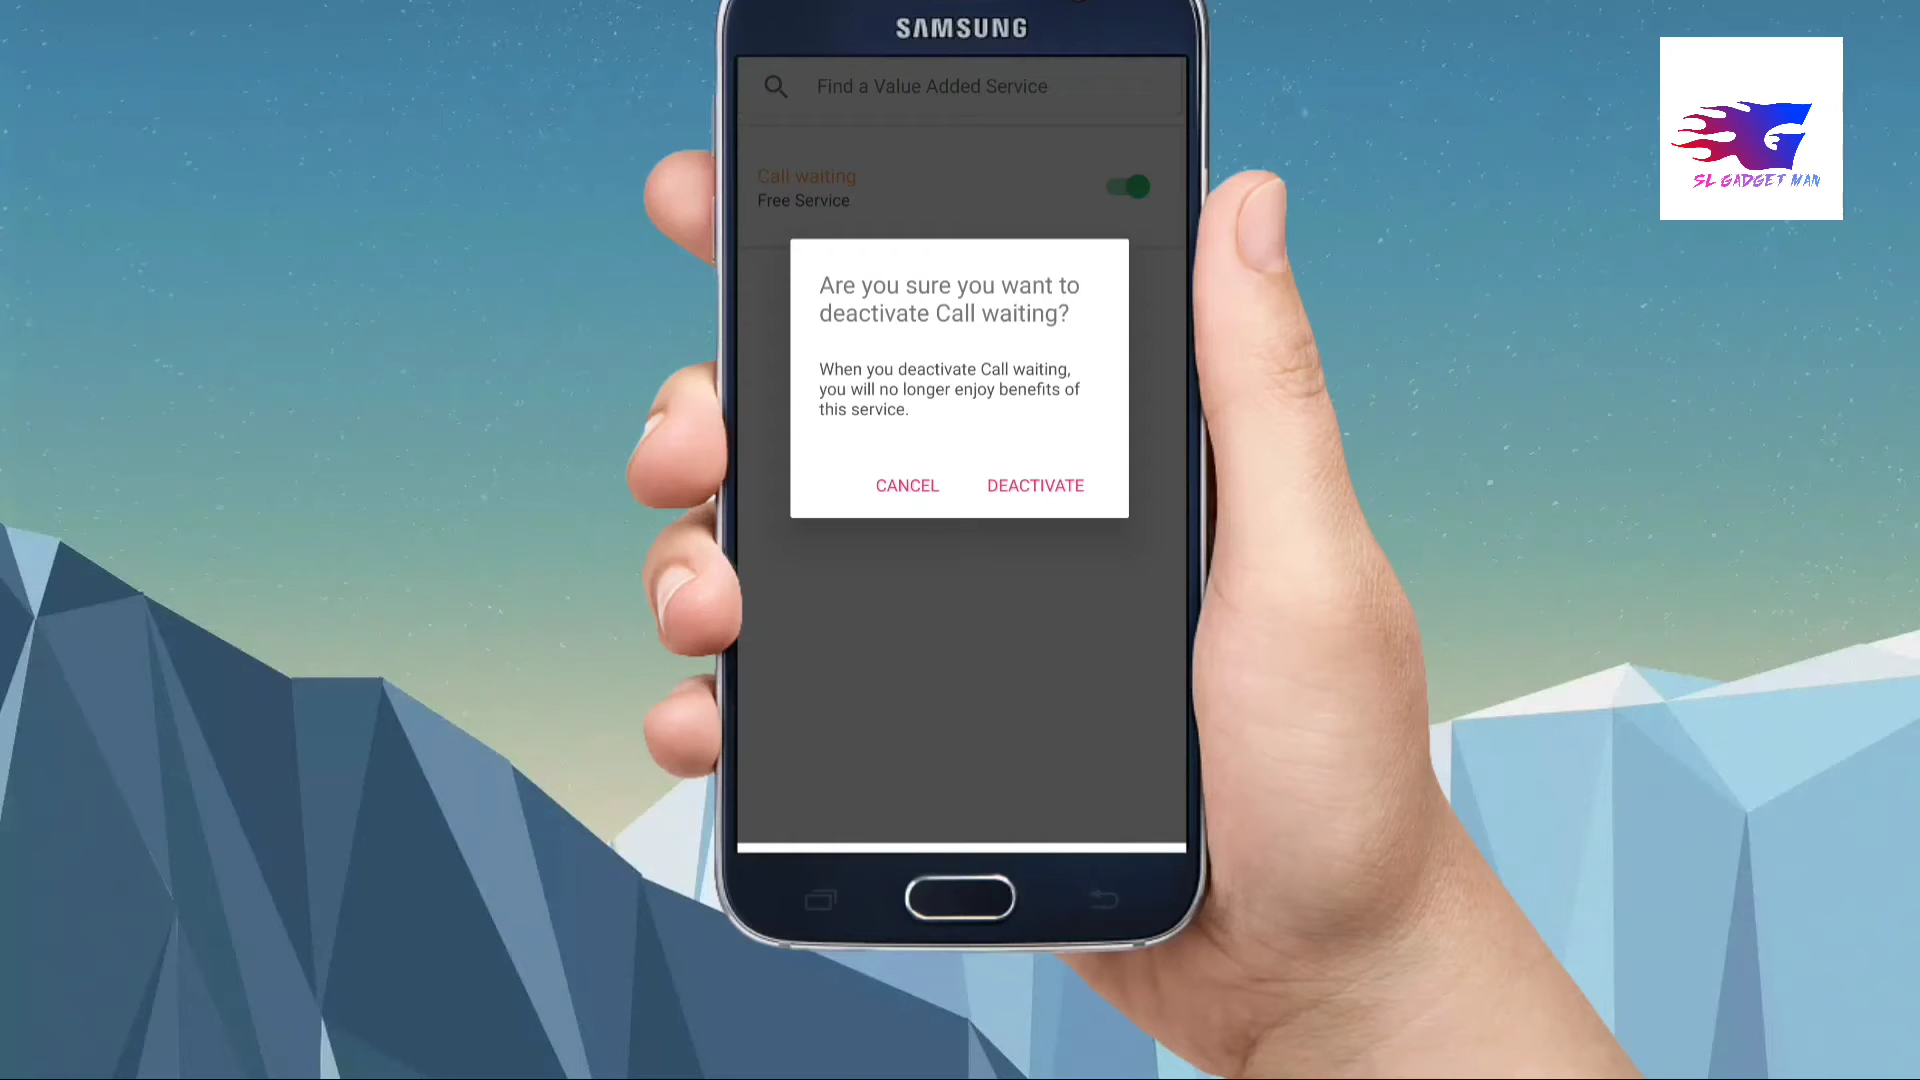 SAMSUNG
Find a Value Added Service
Call waiting
Free Service
Are you sure you want to
deactivate Call waiting?
When you deactivate Call waiting,
you will no longer enjoy benefits of
this service.
CANCEL DEACTIVATE
SL GADGET MAN